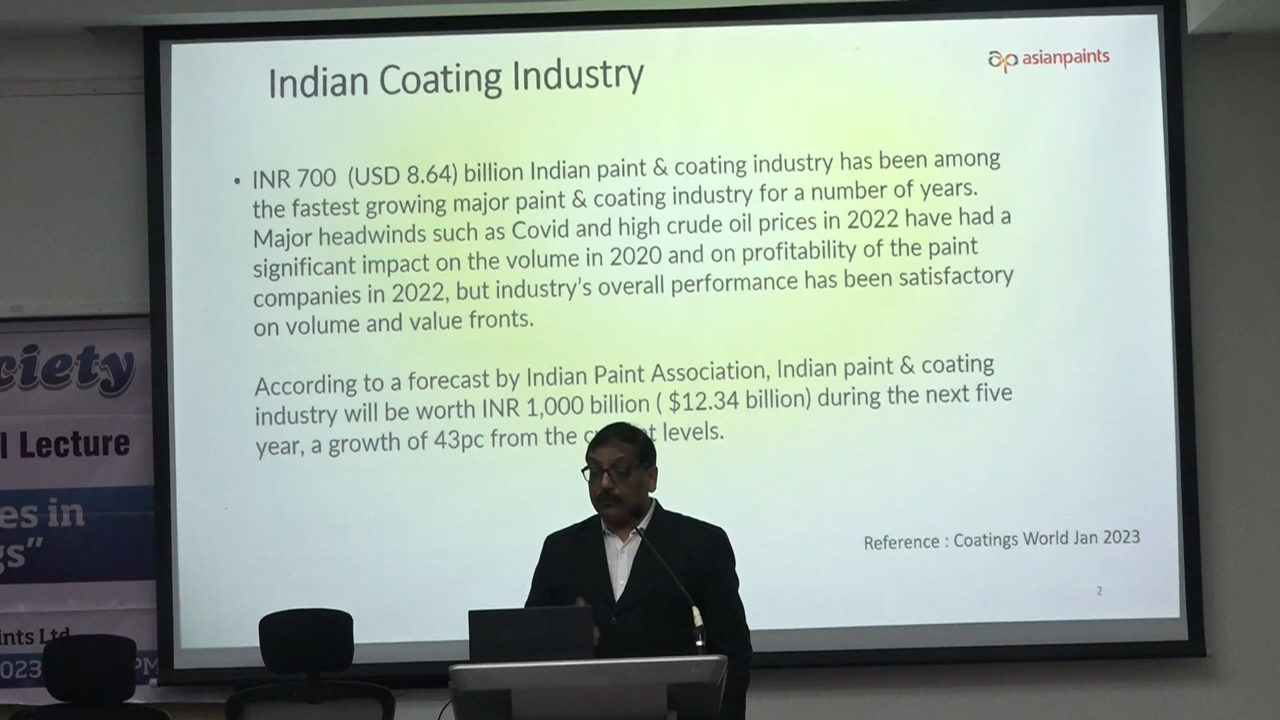 Indian Coating Industry
asianpaints
• INR 700 (USD 8.64) billion Indian paint & coating industry has been among
the fastest growing major paint & coating industry for a number of years.
Major headwinds such as Covid and high crude oil prices in 2022 have had a
significant impact on the volume in 2020 and on profitability of the paint
companies in 2022, but industry's overall performance has been satisfactory
on volume and value fronts.
According to a forecast by Indian Paint Association, Indian paint & coating
industry will be worth INR 1,000 billion ( $12.34 billion) during the next five
year, a growth of 43pc from the levels.
Reference : Coatings World Jan 2023
2
ciety
l Lecture
es in
gs”
ints Ltd
023 PM